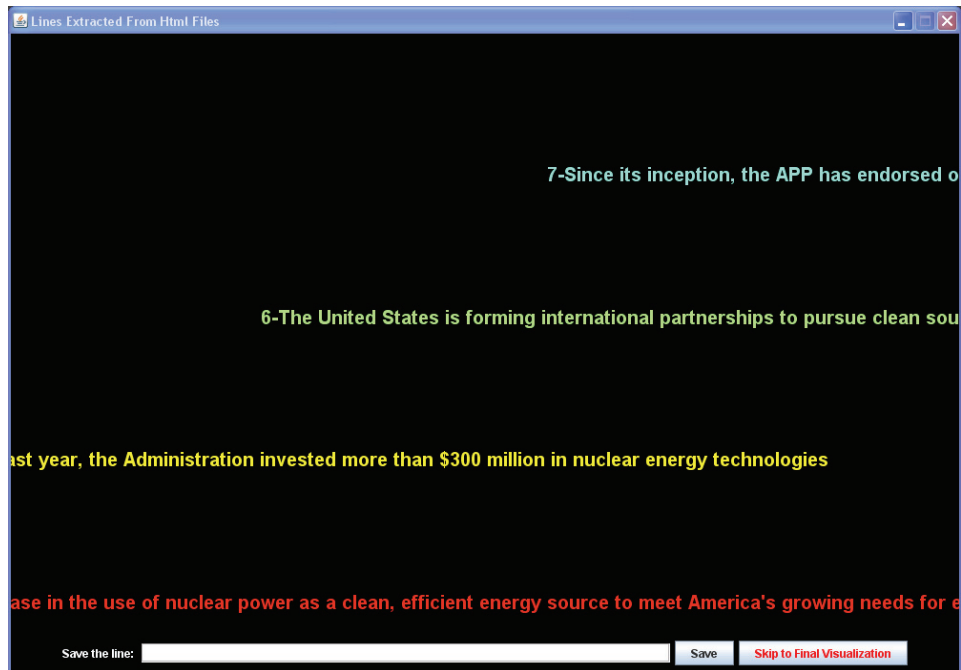 Lines Extracted From Html Files
7-Since its inception, the APP has endorsed
6-The United States is forming international partnerships to pursue clean
year, the Administration invested more than $300 million in nuclear energy technologies
in the use of nuclear power as a clean, efficient energy source to meet America's growing needs for
Save the line:
Save
Skip to Final Visualization